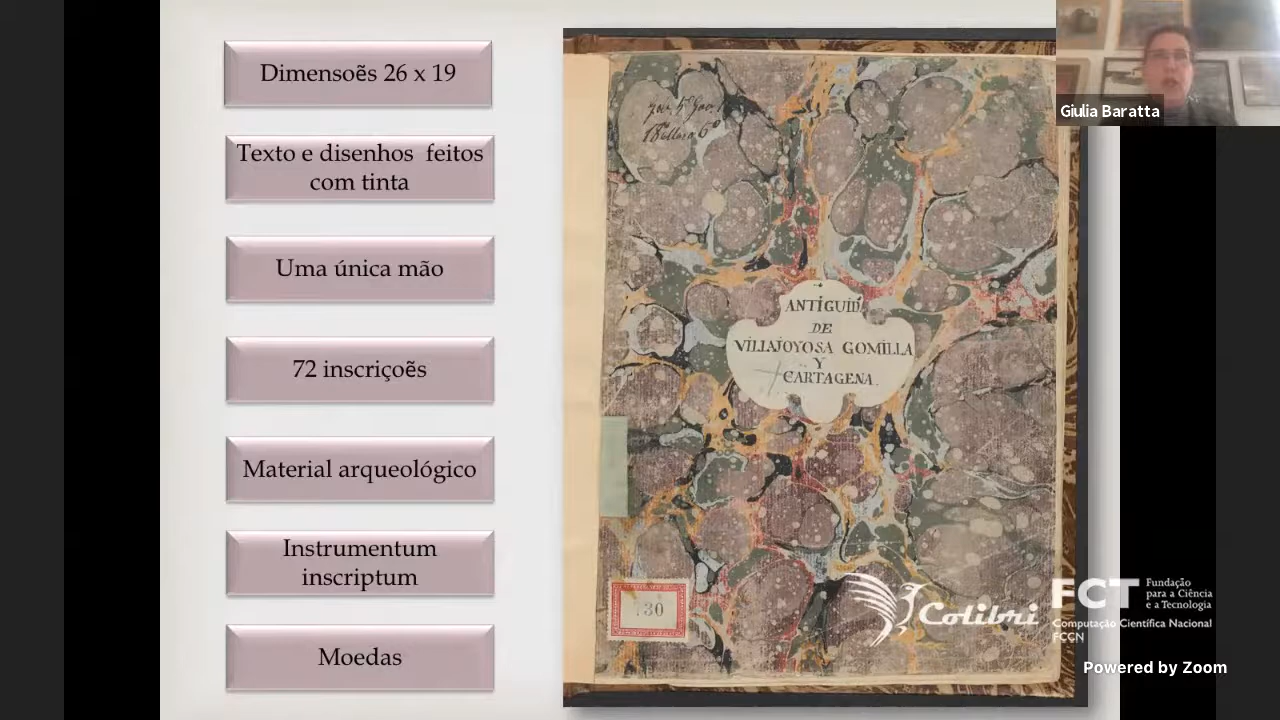 Dimensoẽs 26 x 19
Texto e disenhos feitos
com tinta
Uma única mão
72 inscriçoẽs
Material arqueológico
Instrumentum
inscriptum
Moedas
ANTIGUID
DE
VILLAJOYOSA GOMILLA
Y
CARTAGENA.
30
Giulia Baratta
Colibri
FCT Fundação
para a Ciência
e a Tecnologia
Computação Científica Nacional
FCCN
Powered by Zoom